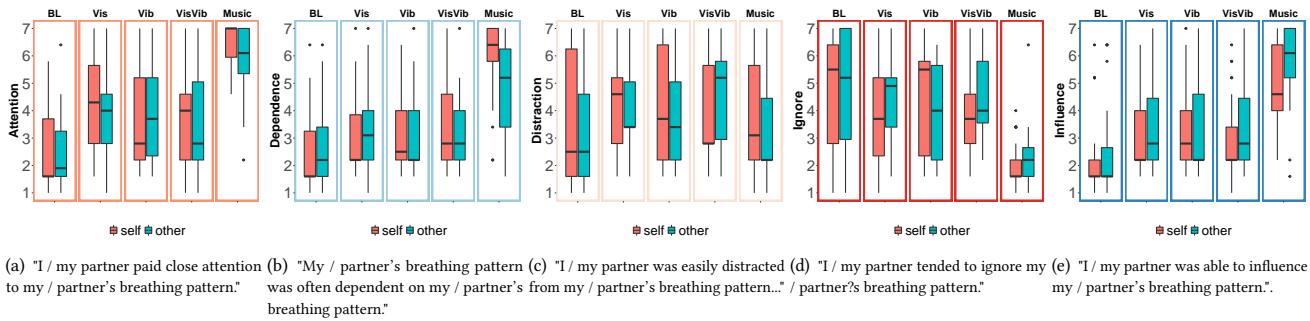 BL Vis Vib VisVib Music
7
6
5
4
3
2
1
Attention
self other
BL Vis Vib VisVib Music
7
6
5
4
3
2
1
Dependence
self other
BL Vis Vib VisVib Music
7
6
5
4
3
2
1
Distraction
self other
BL Vis Vib VisVib Music
7
6
5
4
3
2
1
Ignore
self other
BL Vis Vib VisVib Music
7
6
5
4
3
2
1
Influence
self other
(a) "I / my partner paid close attention
to my / partner's breathing pattern."
(b) "My / partner's breathing pattern
was often dependent on my / partner's
breathing pattern."
(c) "I / my partner was easily distracted
from my / partner's breathing pattern..."
(d) "I / my partner tended to ignore my
/ partner?s breathing pattern."
(e) "I / my partner was able to influence
my / partner's breathing pattern.".